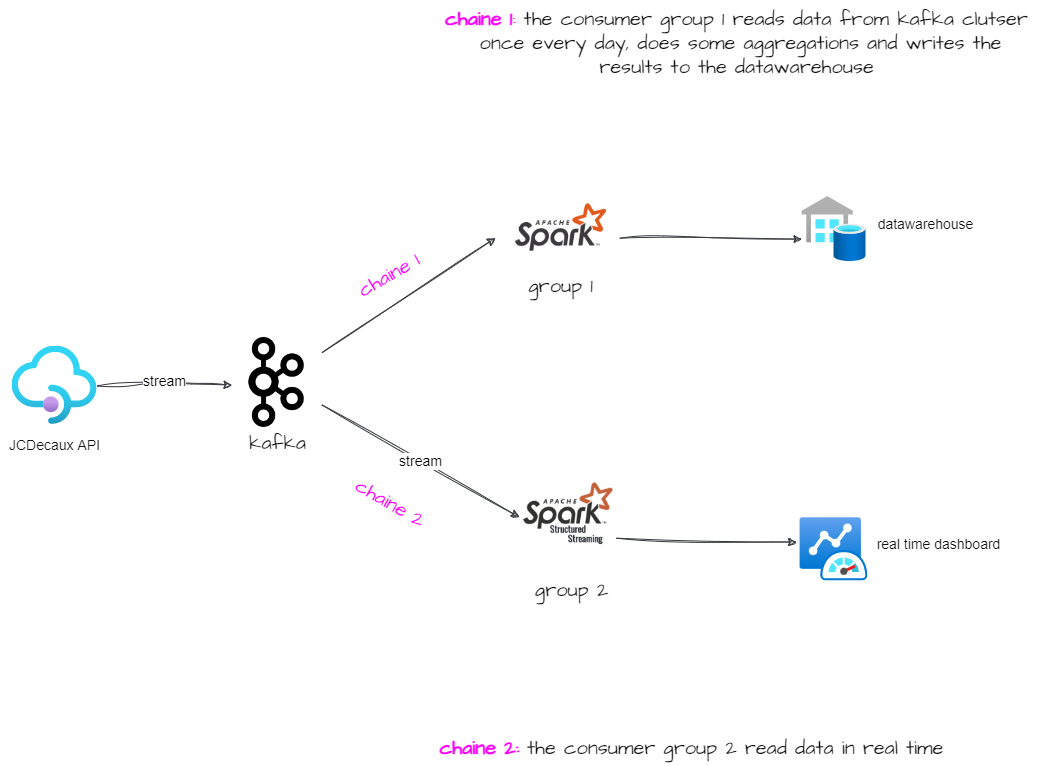 chaine 1: the consumer group 1 reads data from kafka clutser
once every day, does some aggregations and writes the
results to the datawarehouse
APACHE
Spark
datawarehouse
chaine 1
group 1
stream
JCDecaux API
kafka
stream
chaine 2
APACHE
Spark
Structured
Streaming
real time dashboard
group 2
chaine 2: the consumer group 2 read data in real time